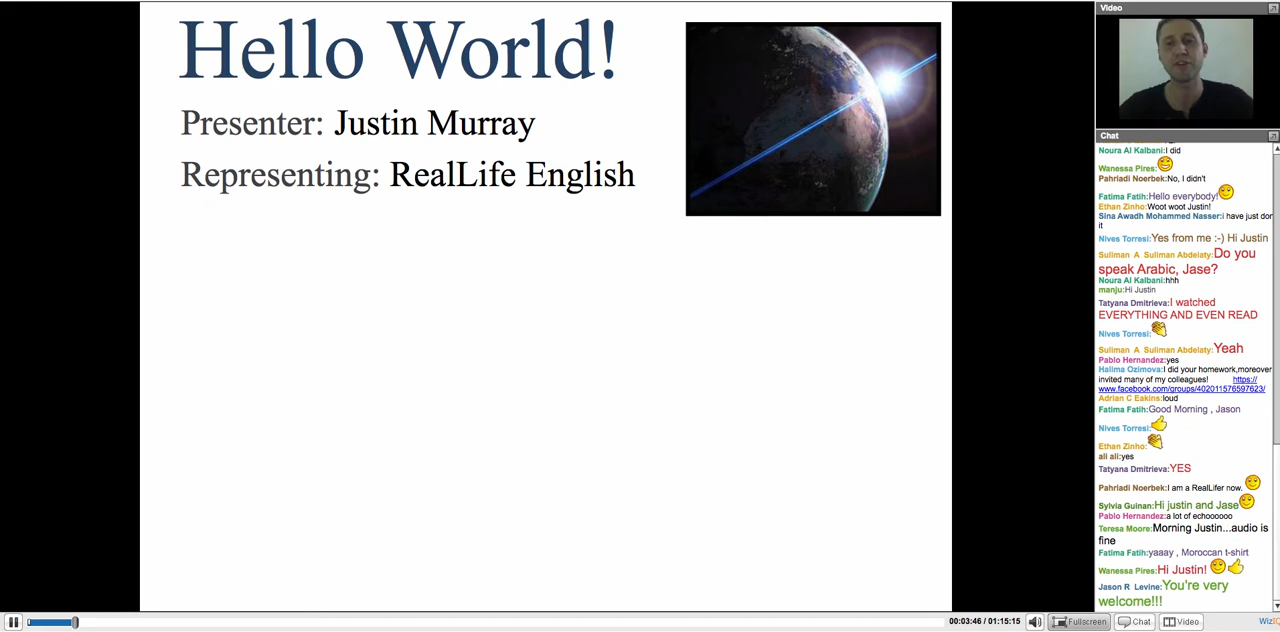 Hello World!
Presenter: Justin Murray
Representing: RealLife English
Video
Chat
Noura Al Kalbani:I did
Wanessa Pires:
Pahriadi Noerbek:No, I didn't
Fatima Fatih:Hello everybody!
Ethan Zinho:Woot woot Justin!
Sina Awadh Mohammed Nasser:i have just don
it
Nives Torresi:Yes from me :-) Hi Justin
Suliman A Suliman Abdelaty:Do you
speak Arabic, Jase?
Noura Al Kalbani:hhh
manju:Hi Justin
Tatyana Dmitrieva:I watched
EVERYTHING AND EVEN READ
Nives Torresi:
Suliman A Suliman Abdelaty:Yeah
Pablo Hernandez:yes
Halima Ozimova:I did your homework,moreover
invited many of my colleagues! https://
www.facebook.com/groups/402011576597623/
Adrian C Eakins:loud
Fatima Fatih:Good Morning , Jason
Nives Torresi:
Ethan Zinho:
all ali:yes
Tatyana Dmitrieva:YES
Pahriadi Noerbek:I am a RealLifer now.
Sylvia Guinan:Hi justin and Jase
Pablo Hernandez:a lot of echoooooo
Teresa Moore:Morning Justin...audio is
fine
Fatima Fatih:yaaay , Moroccan t-shirt
Wanessa Pires:Hi Justin!
Jason R Levine:You're very
welcome!!!
00:03:46 / 01:15:15
Fullscreen
Chat
Video
WizIQ